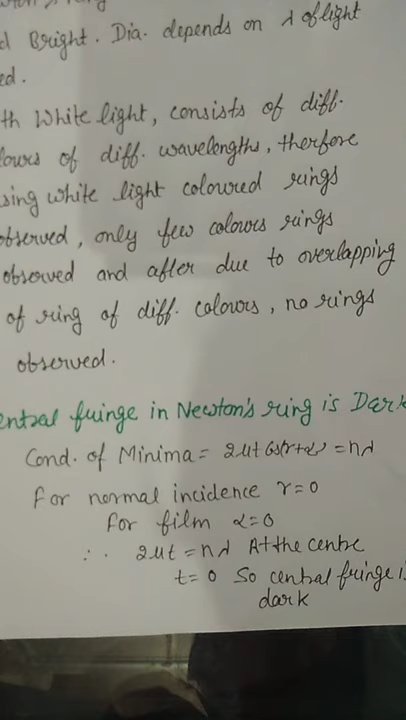 d Bright. Dia. depends on λ of light
ed.
th White light, consists of diff.
lours of diff. wavelengths, therfore
sing white light coloured rings
observed, only few colours rings
observed and after due to overlapping
of ring of diff. colours, no rings
observed.
entral fringe in Newton's ring is Dark
Cond. of Minima = 2μt Cos(r+α) = nλ
For normal incidence r=0
For film α=0
∴ 2μt = nλ At the centre
t=0 So central fringe is
dark